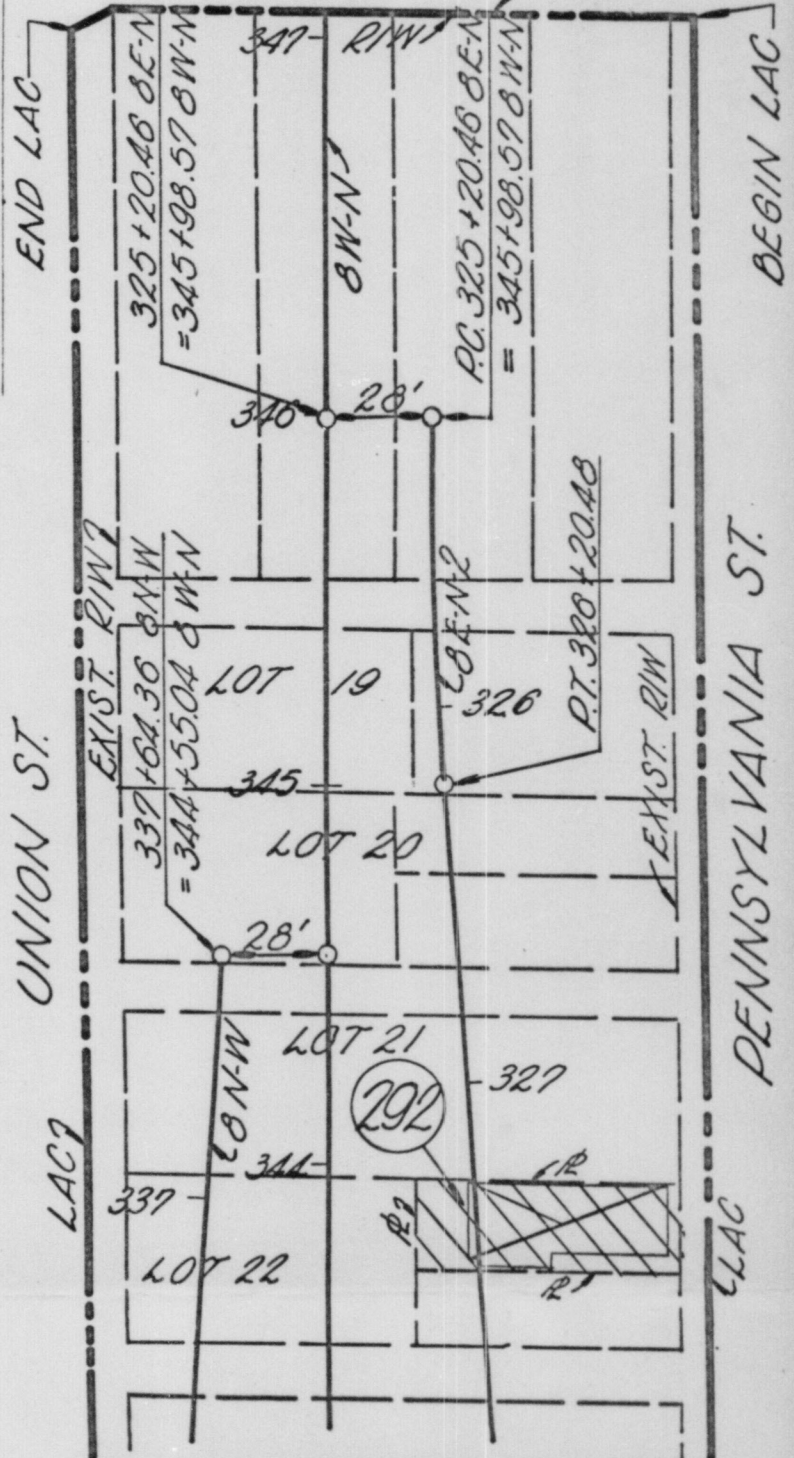 END LAC
347
R/W
325+20.46 8E-N
=345+98.57 8W-N
8W-N
P.C. 325+20.46 8E-N
= 345+98.57 8W-N
BEGIN LAC
346
28'
EXIST. R/W
337+64.36 8N-W
=344+55.04 8W-N
LOT 19
8E-N-2
326
P.T. 326+20.48
UNION ST.
PENNSYLVANIA ST.
345
LOT 20
EXIST. R/W
28'
LOT 21
8N-W
327
292
LAC
344
337
LOT 22
LAC